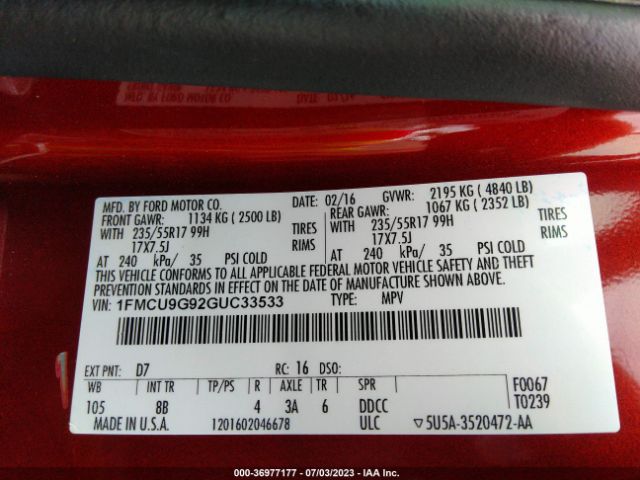 MFD. BY FORD MOTOR CO.
MFD. BY FORD MOTOR CO. DATE: 02/16 GVWR: 2195 KG ( 4840 LB)
FRONT GAWR: 1134 KG ( 2500 LB) REAR GAWR: 1067 KG ( 2352 LB)
WITH 235/55R17 99H TIRES WITH 235/55R17 99H TIRES
17X7.5J RIMS 17X7.5J RIMS
AT 240 kPa/ 35 PSI COLD AT 240 kPa/ 35 PSI COLD
THIS VEHICLE CONFORMS TO ALL APPLICABLE FEDERAL MOTOR VEHICLE SAFETY AND THEFT
PREVENTION STANDARDS IN EFFECT ON THE DATE OF MANUFACTURE SHOWN ABOVE.
VIN: 1FMCU9G92GUC33533 TYPE: MPV
EXT PNT: D7 RC: 16 DSO: F0067
WB INT TR TP/PS R AXLE TR SPR T0239
105 8B 4 3A 6 DDCC
MADE IN U.S.A. 1201602046678 ULC ▽5U5A-3520472-AA
000-36977177 - 07/03/2023 - IAA Inc.